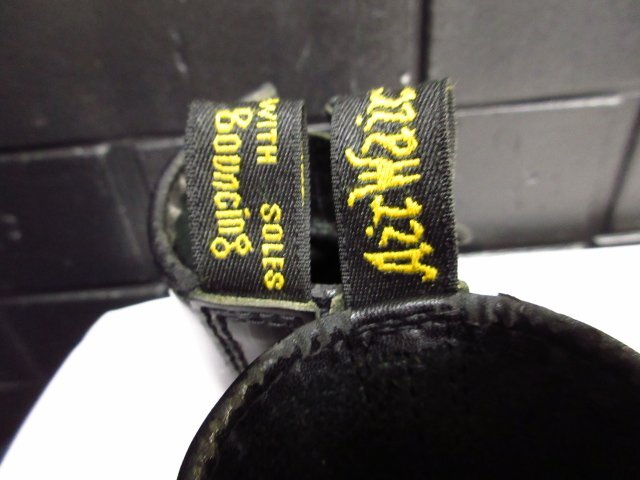 WITH
Bouncing
SOLES
AirWair